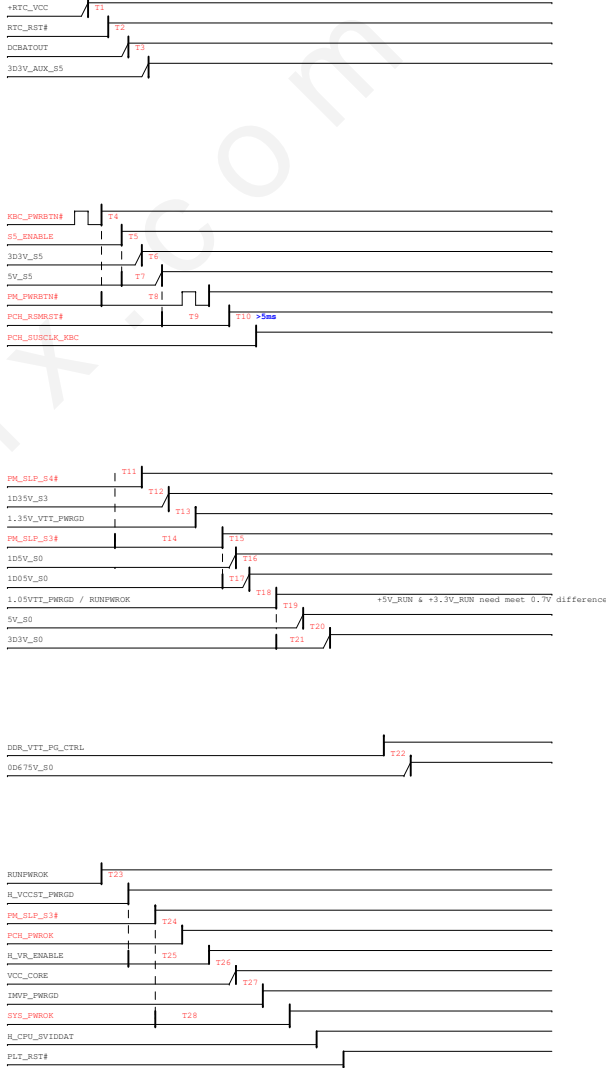 +RTC_VCC T1
RTC_RST# T2
DCBATOUT T3
3D3V_AUX_S5
KBC_PWRBTN# T4
S5_ENABLE T5
3D3V_S5 T6
5V_S5 T7
PM_PWRBTN# T8
PCH_RSMRST# T9 T10 >5ms
PCH_SUSCLK_KBC
T11
PM_SLP_S4#
1D35V_S3 T12
1.35V_VTT_PWRGD T13
PM_SLP_S3# T14 T15
1D5V_S0 T16
1D05V_S0 T17
1.05VTT_PWRGD / RUNPWROK T18 +5V_RUN & +3.3V_RUN need meet 0.7V difference
5V_S0 T19 T20
3D3V_S0 T21
DDR_VTT_PG_CTRL T22
0D675V_S0
RUNPWROK T23
H_VCCST_PWRGD
PM_SLP_S3# T24
PCH_PWROK
H_VR_ENABLE T25 T26
VCC_CORE T27
IMVP_PWRGD
SYS_PWROK T28
H_CPU_SVIDDAT
PLT_RST#
x.com